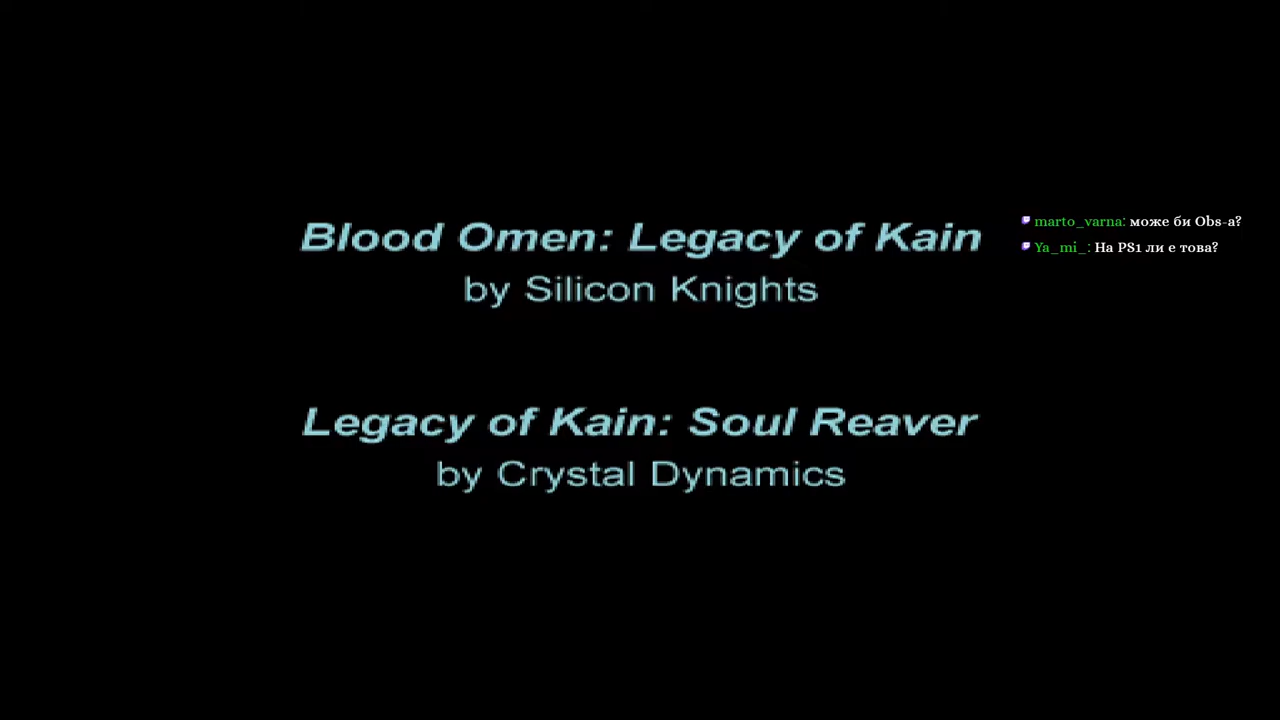 Blood Omen: Legacy of Kain
by Silicon Knights
Legacy of Kain: Soul Reaver
by Crystal Dynamics
marto_varna: може би Obs-а?
Ya_mi_: На PS1 ли е това?